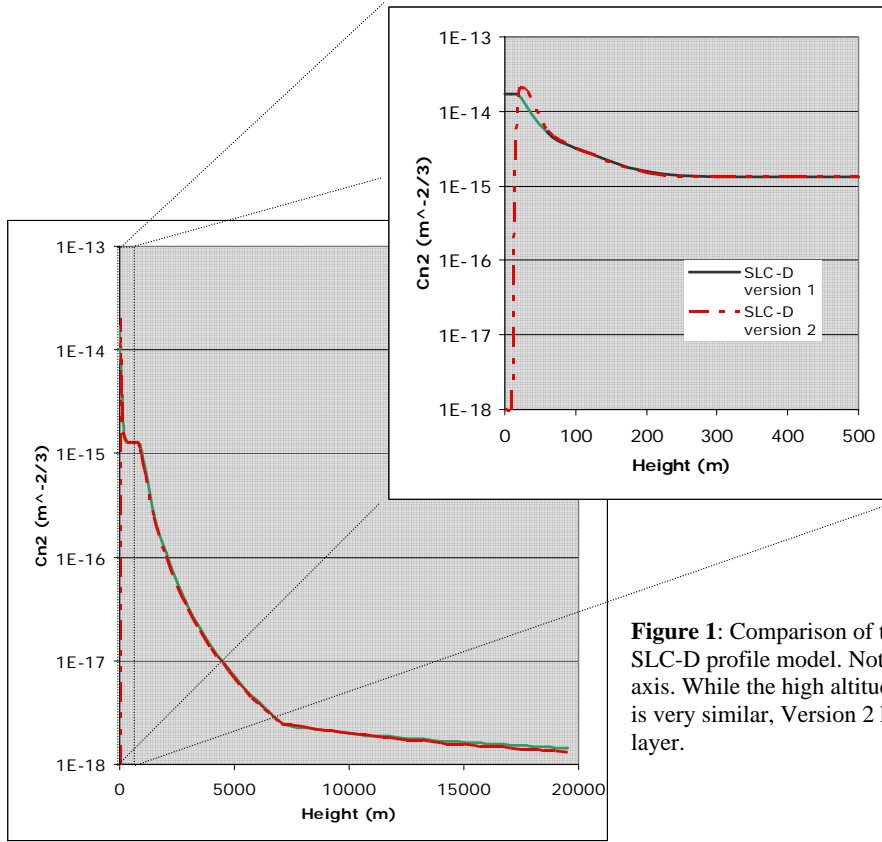 1E-13
1E-14
1E-15
1E-16
1E-17
1E-18
Cn2 (m^-2/3)
0 100 200 300 400 500
Height (m)
SLC-D
version 1
SLC-D
version 2
1E-13
1E-14
1E-15
1E-16
1E-17
1E-18
Cn2 (m^-2/3)
0 5000 10000 15000 20000
Height (m)
Figure 1: Comparison of
SLC-D profile model.
axis. While the high
is very similar, Version 2
layer.